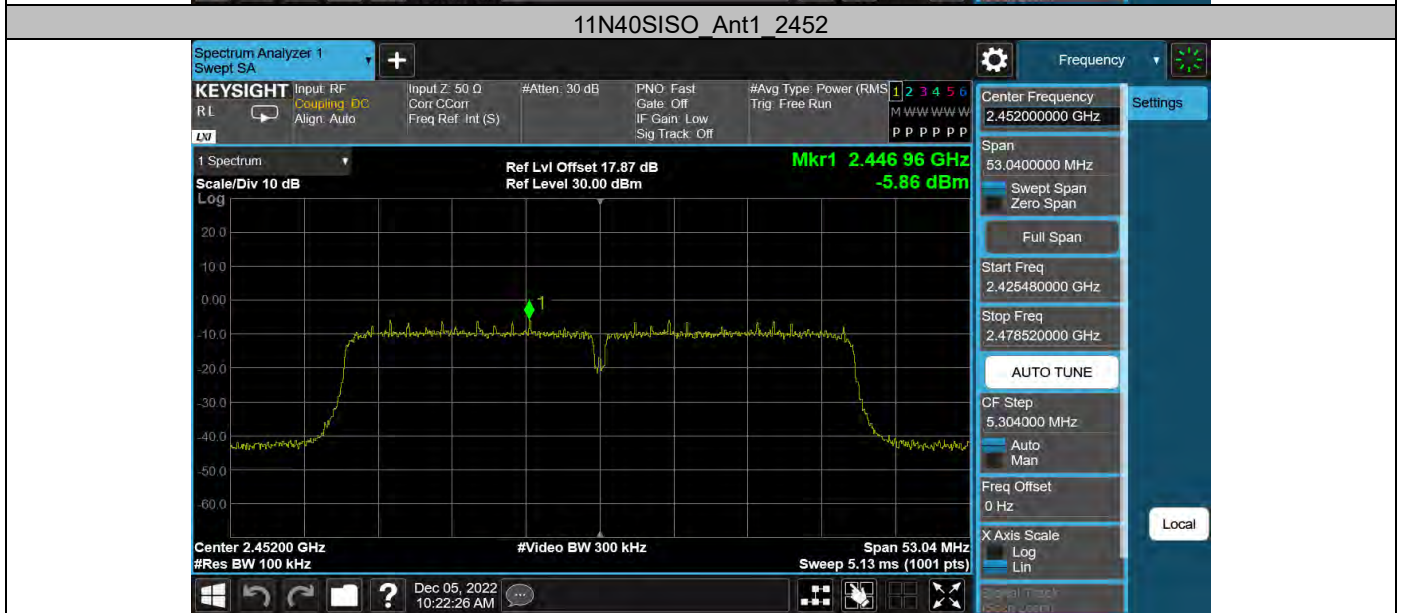 11N40SISO_Ant1_2452
Spectrum Analyzer 1
Swept SA
Frequency
KEYSIGHT
RL
LXI
Input: RF
Coupling: DC
Align: Auto
Input Z: 50 Ω
Corr CCorr
Freq Ref: Int (S)
#Atten: 30 dB
PNO: Fast
Gate: Off
IF Gain: Low
Sig Track: Off
#Avg Type: Power (RMS
Trig: Free Run
1 2 3 4 5 6
M W W W W W
P P P P P P
1 Spectrum
Scale/Div 10 dB
Ref Lvl Offset 17.87 dB
Ref Level 30.00 dBm
Mkr1 2.446 96 GHz
-5.86 dBm
Log
20.0
10.0
0.00
-10.0
-20.0
-30.0
-40.0
-50.0
-60.0
1
Center 2.45200 GHz
#Res BW 100 kHz
#Video BW 300 kHz
Span 53.04 MHz
Sweep 5.13 ms (1001 pts)
Dec 05, 2022
10:22:26 AM
Center Frequency
2.452000000 GHz
Settings
Span
53.0400000 MHz
Swept Span
Zero Span
Full Span
Start Freq
2.425480000 GHz
Stop Freq
2.478520000 GHz
AUTO TUNE
CF Step
5.304000 MHz
Auto
Man
Freq Offset
0 Hz
X Axis Scale
Log
Lin
Signal Track
(Span Zoom)
Local